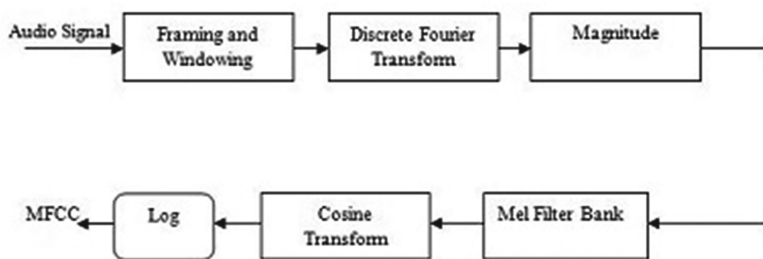 Audio Signal
Framing and
Windowing
Discrete Fourier
Transform
Magnitude
Mel Filter Bank
Cosine
Transform
Log
MFCC